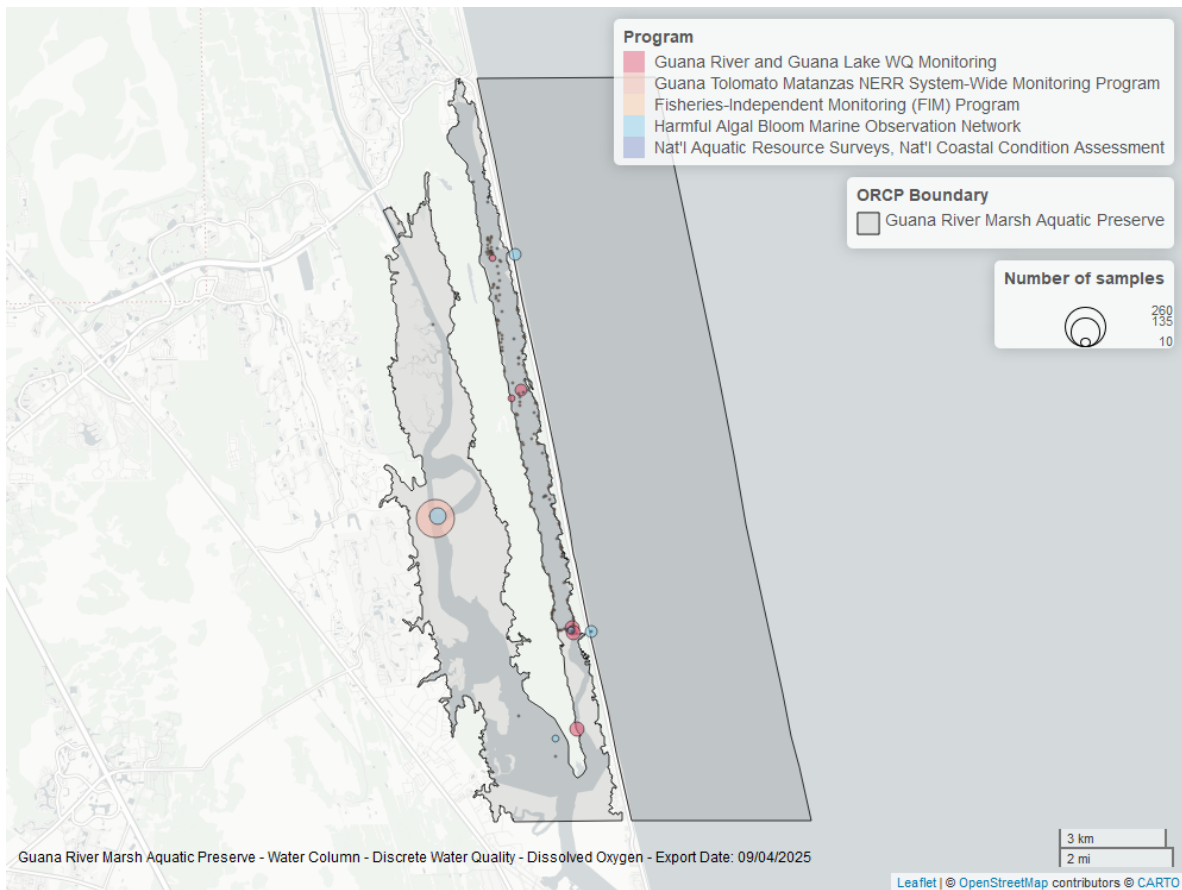 Program
Guana River and Guana Lake WQ Monitoring
Guana Tolomato Matanzas NERR System-Wide Monitoring Program
Fisheries-Independent Monitoring (FIM) Program
Harmful Algal Bloom Marine Observation Network
Nat'l Aquatic Resource Surveys, Nat'l Coastal Condition Assessment
ORCP Boundary
Guana River Marsh Aquatic Preserve
Number of samples
260
135
10
3 km
2 mi
Guana River Marsh Aquatic Preserve - Water Column - Discrete Water Quality - Dissolved Oxygen - Export Date: 09/04/2025
Leaflet | © OpenStreetMap contributors © CARTO